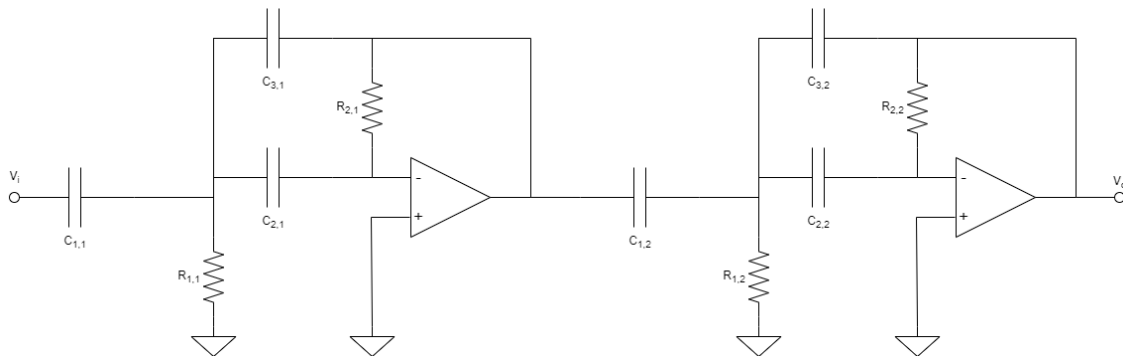 C3,1
C3,2
R2,1
R2,2
Vi
-
-
Vo
+
+
C1,1
C2,1
C1,2
C2,2
R1,1
R1,2